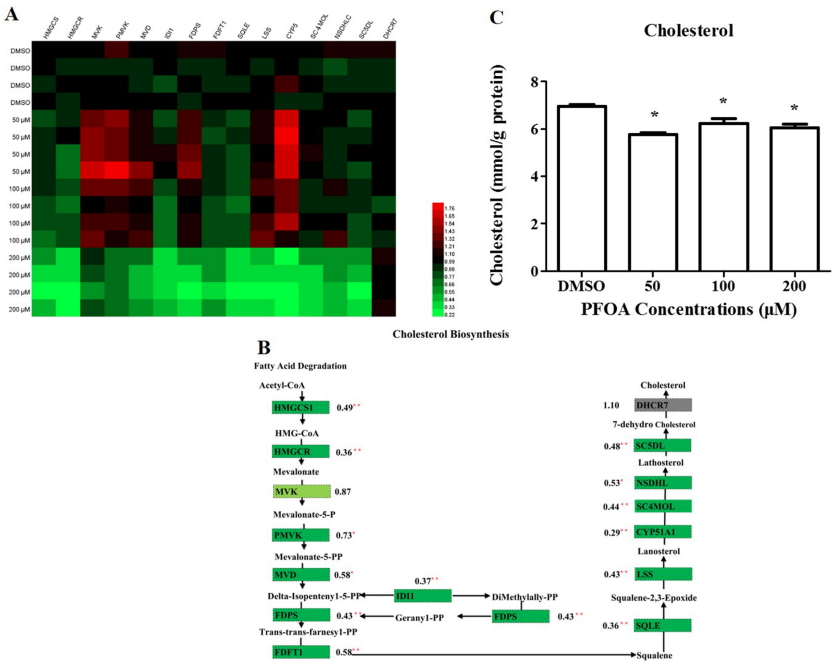 A
HMGCS
HMGCR
MVK
PMVK
MVD
IDI1
FDPS
FDFT1
SQLE
LSS
CYP5
SC4MOL
NSDHLC
SC5DL
DHCR7
DMSO
DMSO
DMSO
DMSO
50 μM
50 μM
50 μM
50 μM
100 μM
100 μM
100 μM
100 μM
200 μM
200 μM
200 μM
200 μM
1.76
1.65
1.54
1.43
1.32
1.21
1.10
0.99
0.88
0.77
0.66
0.55
0.44
0.33
0.22
C
Cholesterol
Cholesterol (mmol/g protein)
8
6
4
2
0
*
*
*
DMSO 50 100 200
PFOA Concentrations (μM)
Cholesterol Biosynthesis
B
Fatty Acid Degradation
Acetyl-CoA
HMGCS1 0.49**
HMG-CoA
HMGCR 0.36**
Mevalonate
MVK 0.87
Mevalonate-5-P
PMVK 0.73*
Mevalonate-5-PP
MVD 0.58*
Delta-Isopenteny1-5-PP
0.37**
IDI1
DiMethylally-PP
FDPS 0.43**
Gerany1-PP
FDPS 0.43**
Trans-trans-farnesy1-PP
FDFT1 0.58**
Cholesterol
1.10 DHCR7
7-dehydro Cholesterol
0.48** SC5DL
Lathosterol
0.53* NSDHL
0.44** SC4MOL
0.29** CYP51A1
Lanosterol
0.43** LSS
Squalene-2,3-Epoxide
0.36** SQLE
Squalene